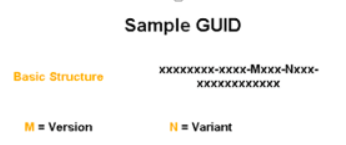 Sample GUID
Basic Structure
xxxxxxxx-xxxx-Mxxx-Nxxx-
xxxxxxxxxxxx
M = Version
N = Variant